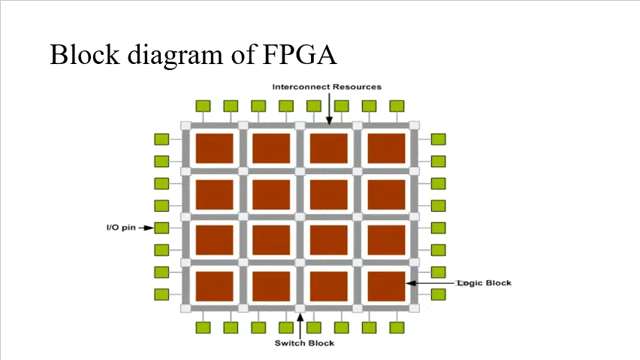 Block diagram of FPGA
Interconnect Resources
I/O pin
Logic Block
Switch Block